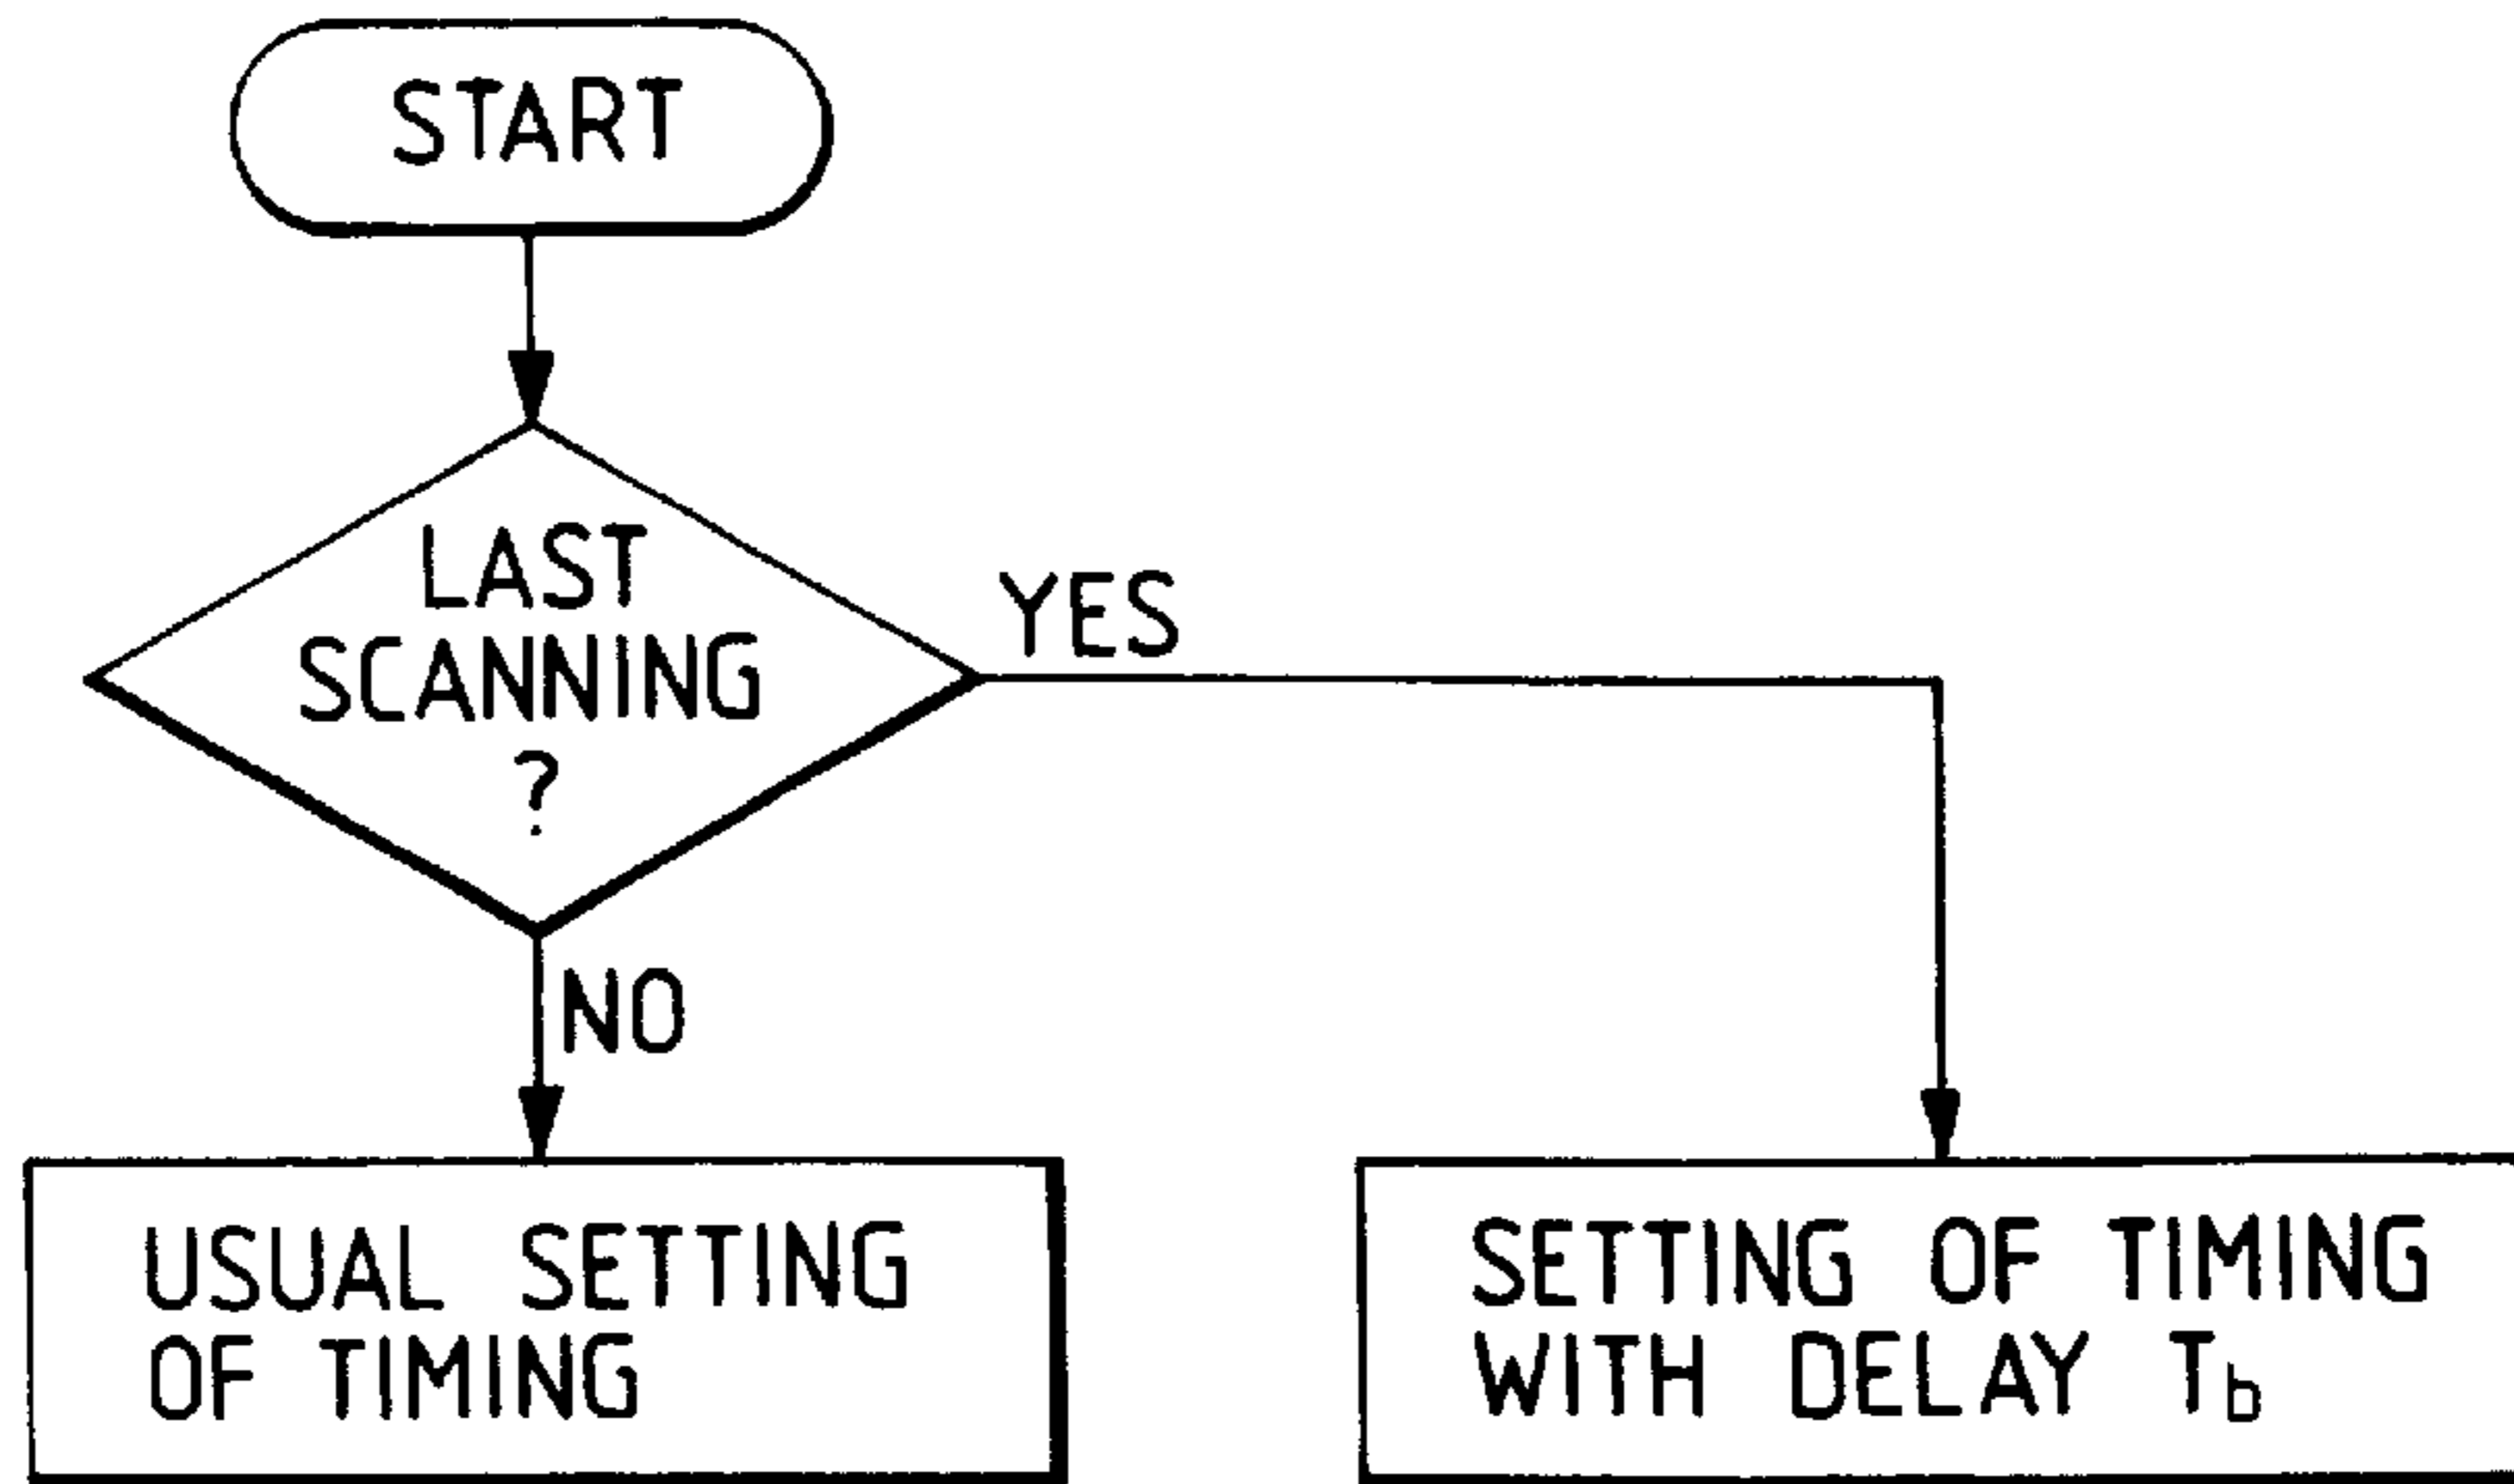 START
LAST
SCANNING
?
YES
NO
USUAL SETTING
OF TIMING
SETTING OF TIMING
WITH DELAY Tb